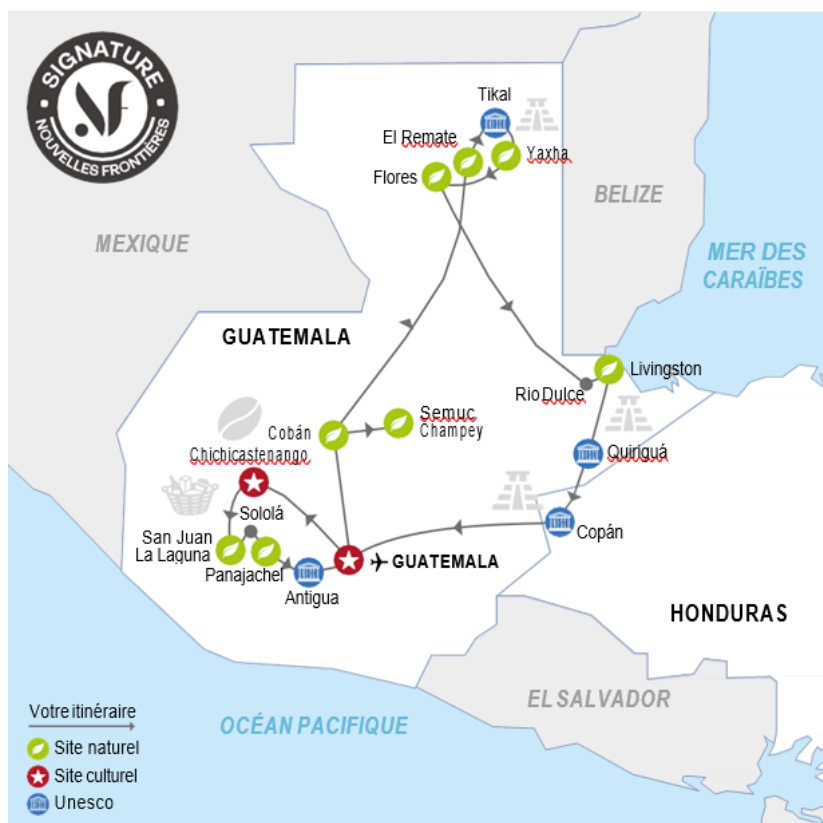 SIGNATURE
NF
NOUVELLES FRONTIÈRES
Tikal
El Remate
Yaxha
Flores
BELIZE
MEXIQUE
MER DES
CARAÏBES
GUATEMALA
Livingston
Rio Dulce
Semuc
Champey
Cobán
Chichicastenango
Quiriguá
Sololá
San Juan
La Laguna
Copán
Panajachel
GUATEMALA
Antigua
HONDURAS
EL SALVADOR
OCÉAN PACIFIQUE
Votre itinéraire
Site naturel
Site culturel
Unesco